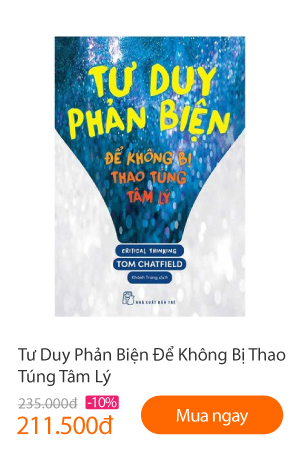 TƯ DUY
PHẢN BIỆN
ĐỂ KHÔNG BỊ
THAO TÚNG
TÂM LÝ
CRITICAL THINKING
TOM CHATFIELD
Khánh Trang dịch
NHÀ XUẤT BẢN TRẺ
Tư Duy Phản Biện Để Không Bị Thao
Túng Tâm Lý
235.000đ -10%
211.500đ
Mua ngay